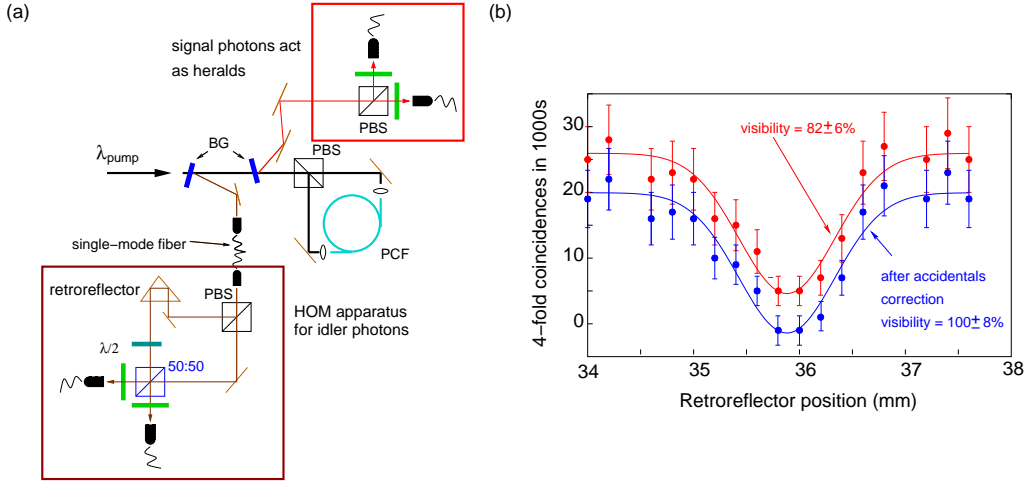 (a)
signal photons act
as heralds
PBS
BG
λpump
PBS
single−mode fiber
PCF
retroreflector
PBS
HOM apparatus
for idler photons
λ/2
50:50
(b)
4−fold coincidences in 1000s
30
20
10
0
34
35
36
37
38
Retroreflector position (mm)
visibility = 82±6%
after accidentals
correction
visibility = 100±8%